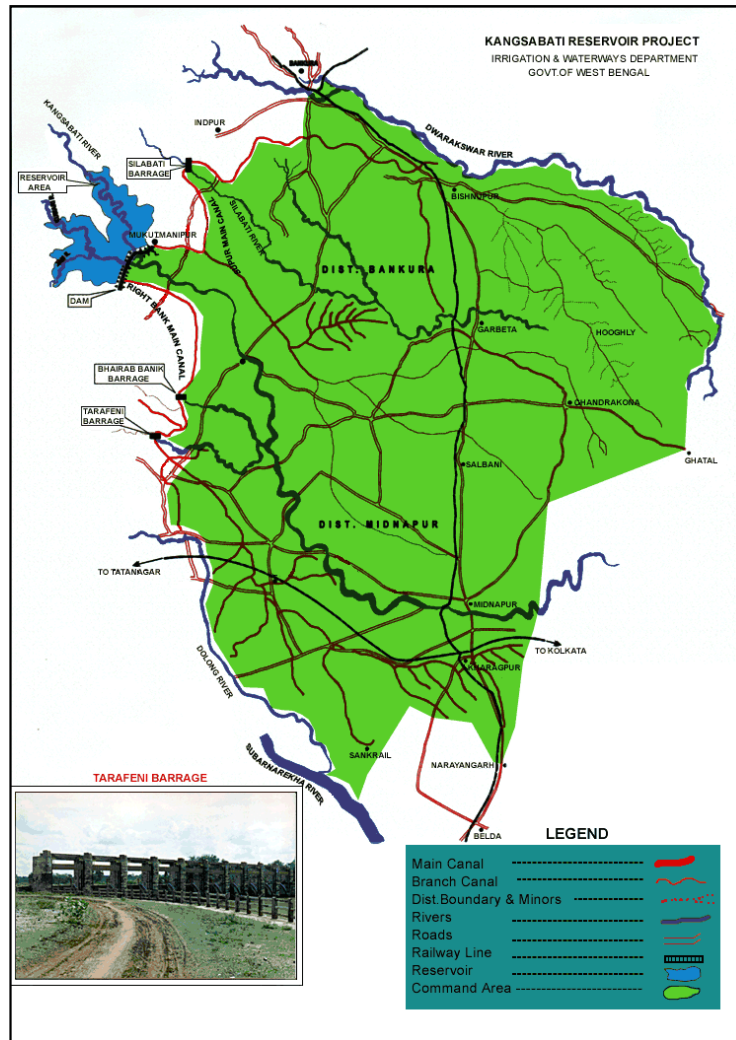 KANGSABATI RESERVOIR PROJECT
IRRIGATION & WATERWAYS DEPARTMENT
GOVT.OF WEST BENGAL
BANKURA
INDPUR
KANGSABATI RIVER
DWARAKSWAR RIVER
SILABATI
BARRAGE
RESERVOIR
AREA
BISHNUPUR
SILABATI RIVER
SUPUR MAIN CANAL
MUKUTMANIPUR
DIST. BANKURA
DAM
RIGHT BANK MAIN CANAL
GARBETA
HOOGHLY
BHAIRAB BANIK
BARRAGE
CHANDRAKONA
TARAFENI
BARRAGE
GHATAL
SALBANI
DIST. MIDNAPUR
TO TATANAGAR
MIDNAPUR
TO KOLKATA
KHARAGPUR
DOLONG RIVER
SANKRAIL
SUBARNAREKHA RIVER
NARAYANGARH
BELDA
TARAFENI BARRAGE
LEGEND
Main Canal
Branch Canal
Dist.Boundary & Minors
Rivers
Roads
Railway Line
Reservoir
Command Area